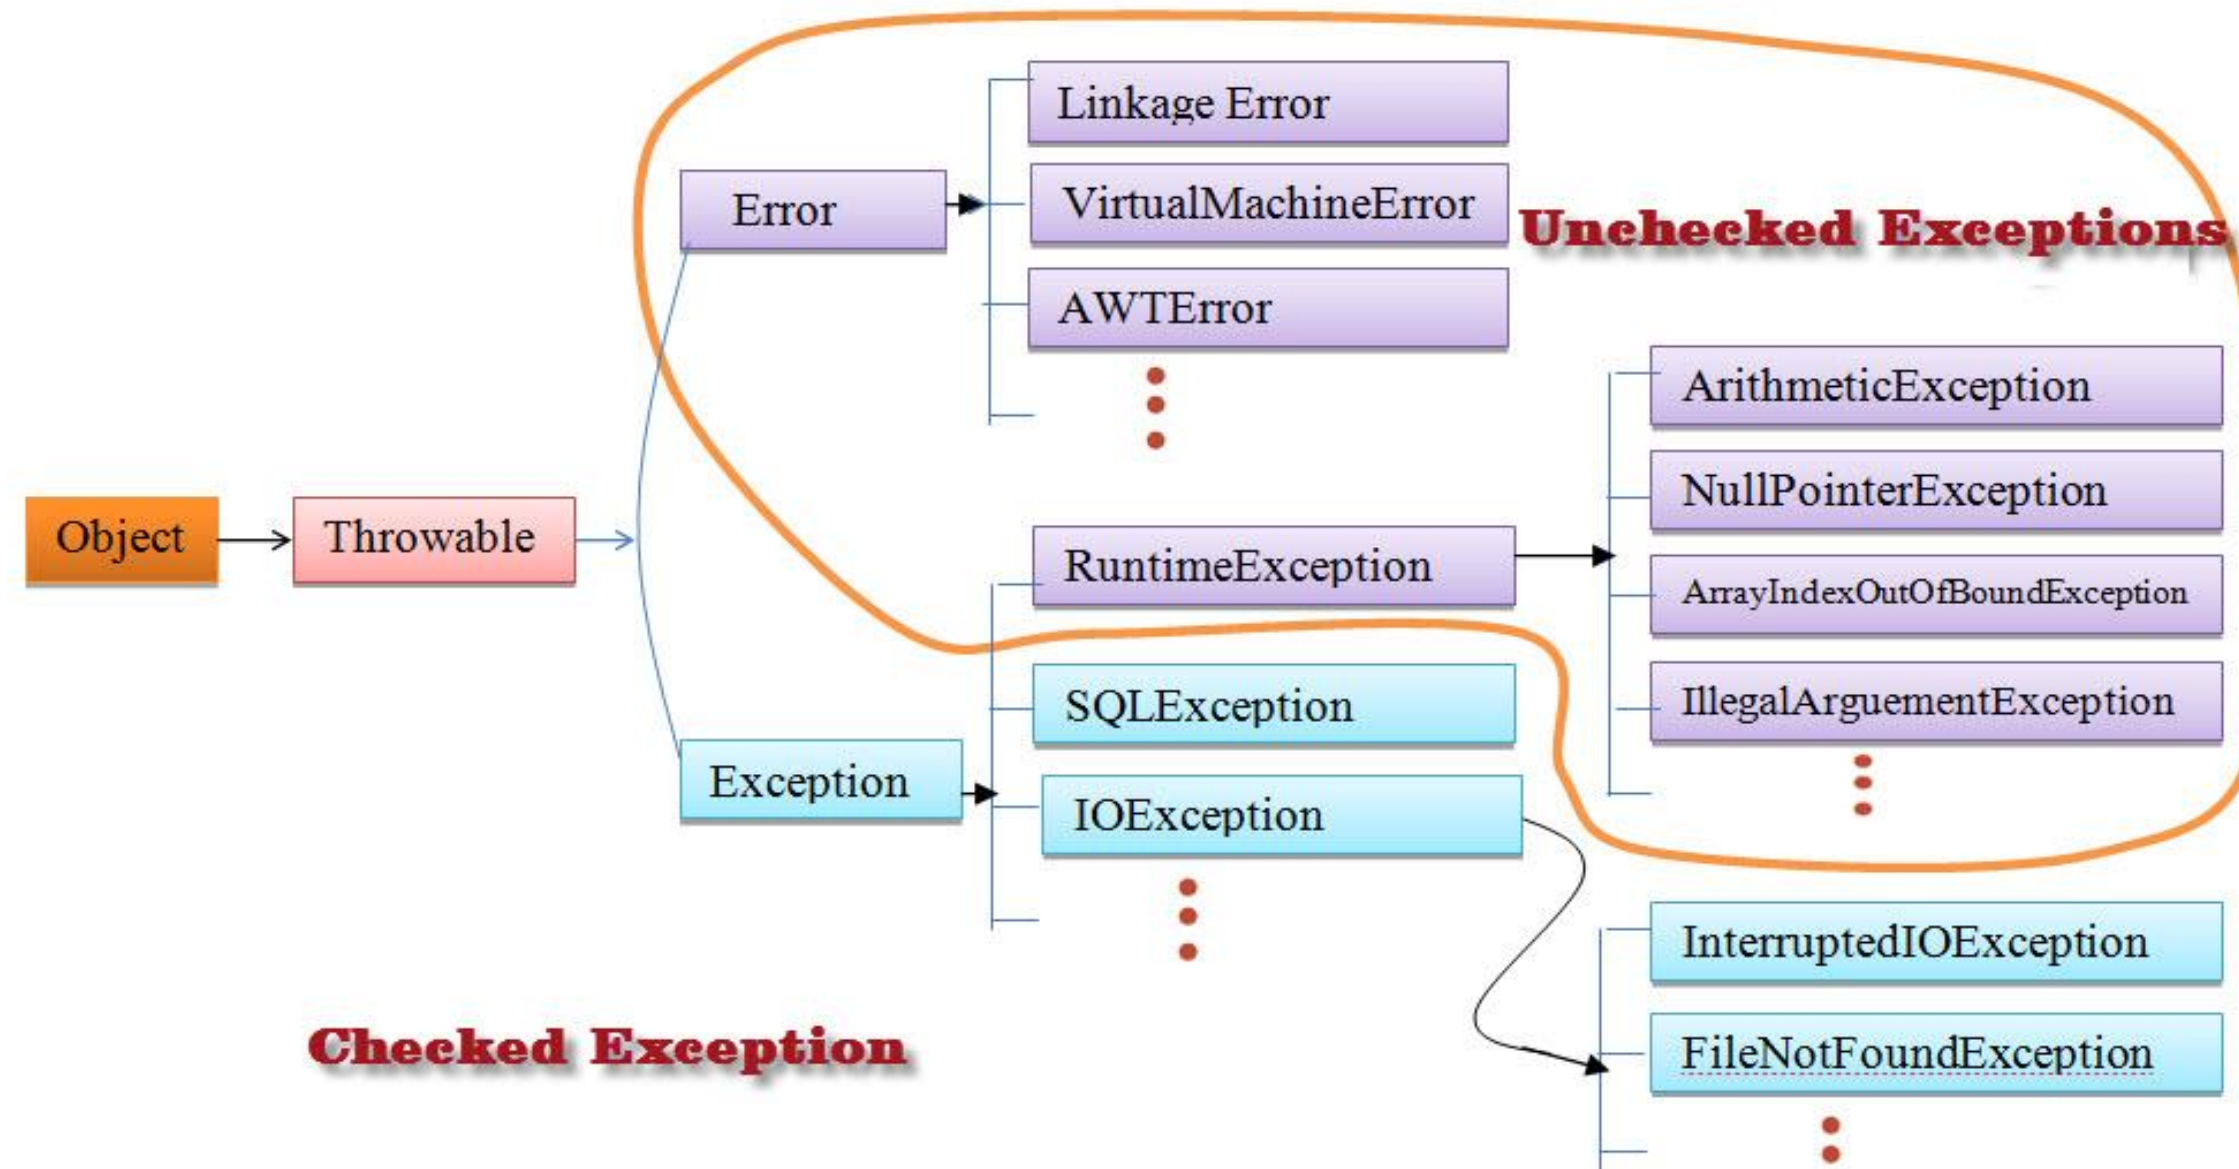 Linkage Error
Error
VirtualMachineError
Unchecked Exceptions
AWTError
ArithmeticException
NullPointerException
Object
Throwable
RuntimeException
ArrayIndexOutOfBoundException
SQLException
IllegalArguementException
Exception
IOException
InterruptedIOException
Checked Exception
FileNotFoundException